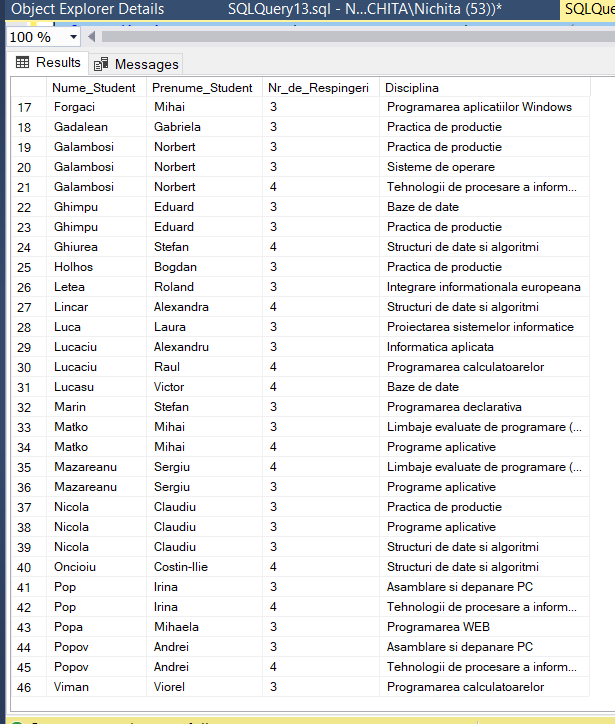 Object Explorer Details SQLQuery13.sql - N...CHITA\Nichita (53))* SQLQue
100 %
Results Messages
Nume_Student Prenume_Student Nr_de_Respingeri Disciplina
17 Forgaci Mihai 3 Programarea aplicatiilor Windows
18 Gadalean Gabriela 3 Practica de productie
19 Galambosi Norbert 3 Practica de productie
20 Galambosi Norbert 3 Sisteme de operare
21 Galambosi Norbert 4 Tehnologii de procesare a inform...
22 Ghimpu Eduard 3 Baze de date
23 Ghimpu Eduard 3 Practica de productie
24 Ghiurea Stefan 4 Structuri de date si algoritmi
25 Holhos Bogdan 3 Practica de productie
26 Letea Roland 3 Integrare informationala europeana
27 Lincar Alexandra 4 Structuri de date si algoritmi
28 Luca Laura 3 Proiectarea sistemelor informatice
29 Lucaciu Alexandru 3 Informatica aplicata
30 Lucaciu Raul 4 Programarea calculatoarelor
31 Lucasu Victor 4 Baze de date
32 Marin Stefan 3 Programarea declarativa
33 Matko Mihai 3 Limbaje evaluate de programare (...
34 Matko Mihai 4 Programe aplicative
35 Mazareanu Sergiu 4 Limbaje evaluate de programare (...
36 Mazareanu Sergiu 3 Programe aplicative
37 Nicola Claudiu 3 Practica de productie
38 Nicola Claudiu 3 Programe aplicative
39 Nicola Claudiu 3 Structuri de date si algoritmi
40 Oncioiu Costin-Ilie 4 Structuri de date si algoritmi
41 Pop Irina 3 Asamblare si depanare PC
42 Pop Irina 4 Tehnologii de procesare a inform...
43 Popa Mihaela 3 Programarea WEB
44 Popov Andrei 3 Asamblare si depanare PC
45 Popov Andrei 4 Tehnologii de procesare a inform...
46 Viman Viorel 3 Programarea calculatoarelor